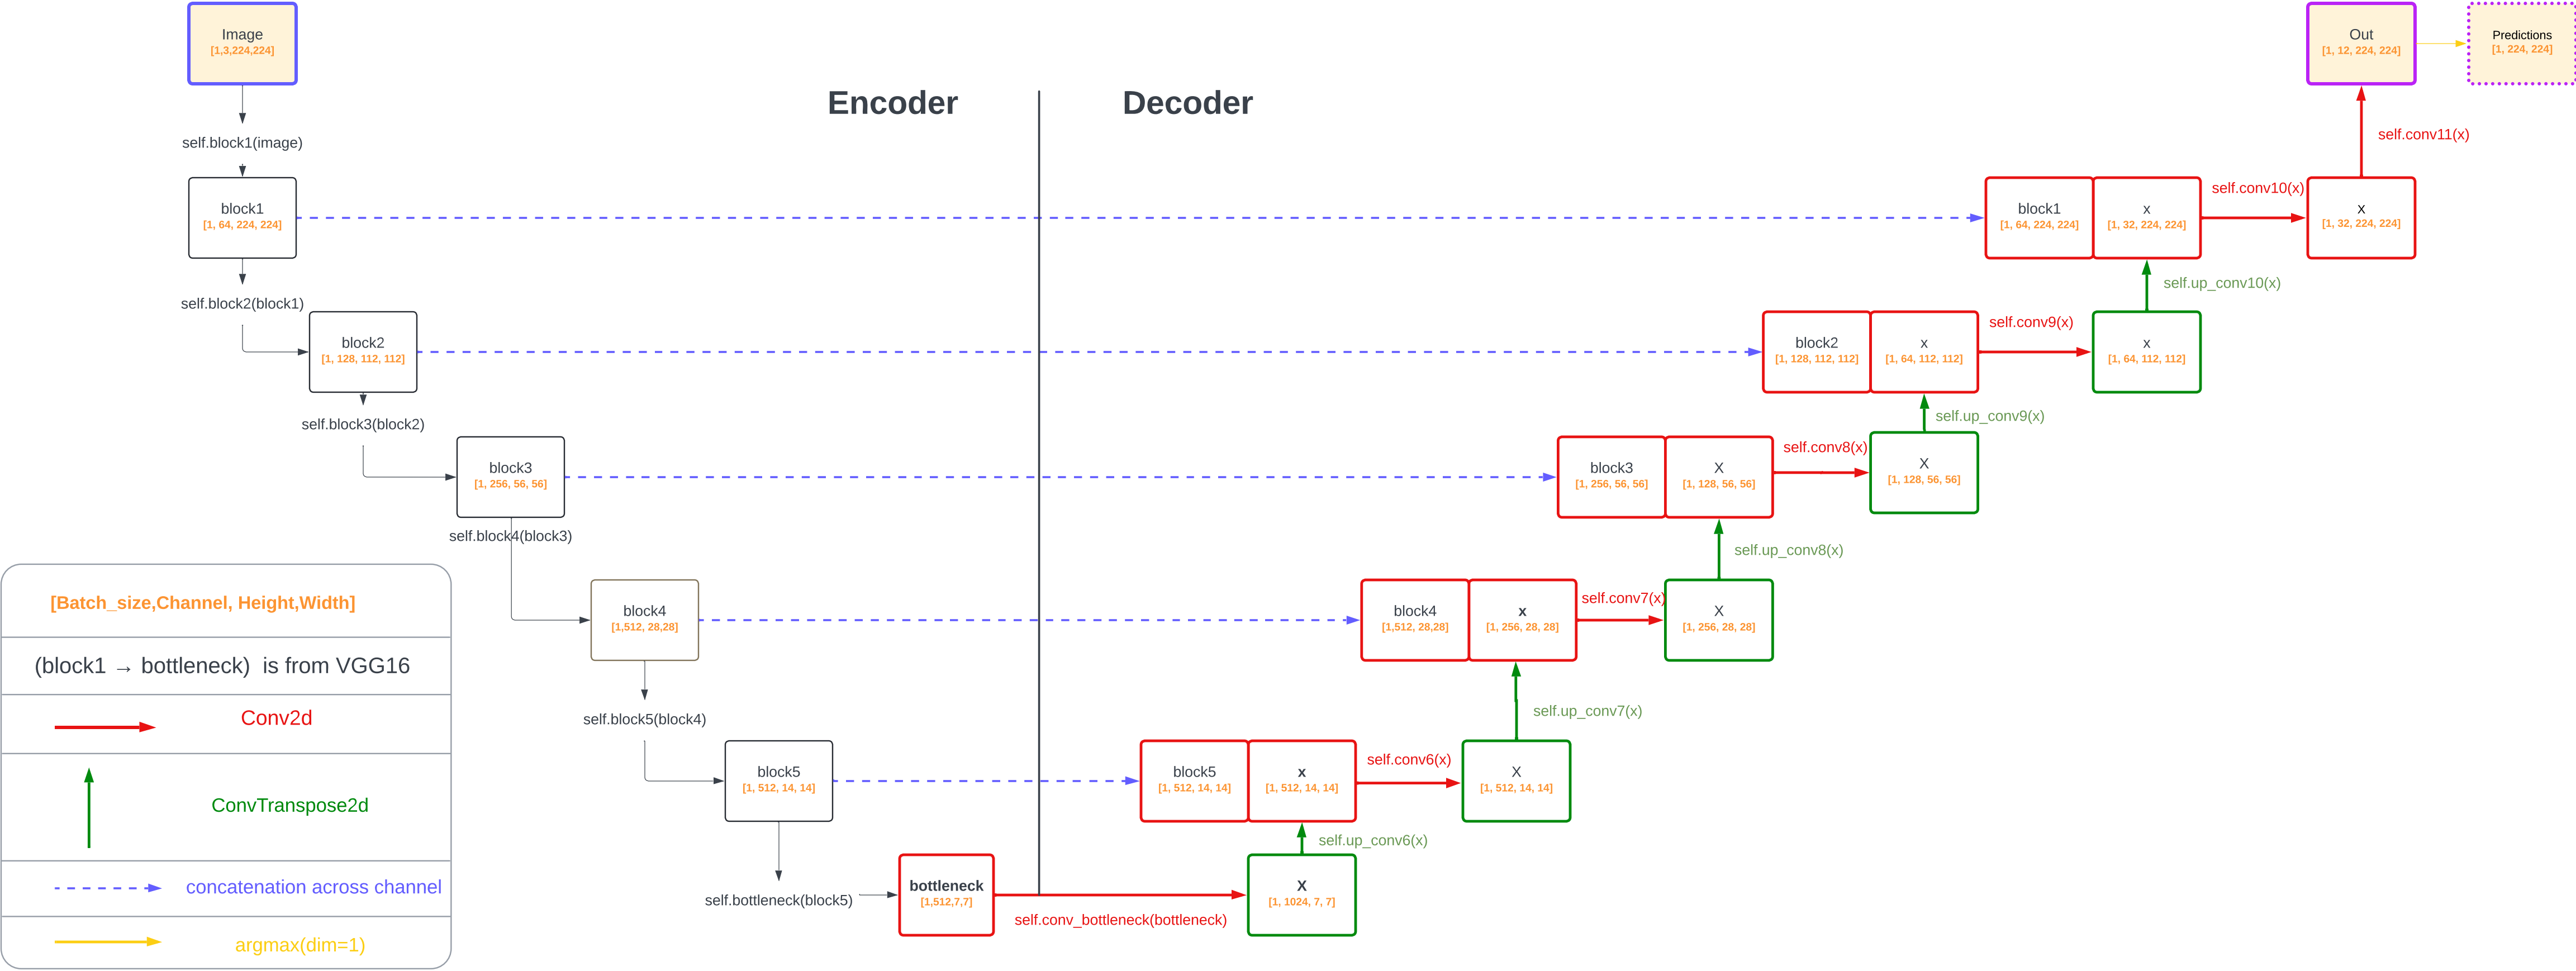 Image
[1,3,224,224]
Out
[1, 12, 224, 224]
Predictions
[1, 224, 224]
Encoder
Decoder
self.block1(image)
self.conv11(x)
block1
[1, 64, 224, 224]
block1
[1, 64, 224, 224]
x
[1, 32, 224, 224]
self.conv10(x)
x
[1, 32, 224, 224]
self.block2(block1)
self.up_conv10(x)
block2
[1, 128, 112, 112]
block2
[1, 128, 112, 112]
x
[1, 64, 112, 112]
self.conv9(x)
x
[1, 64, 112, 112]
self.block3(block2)
self.up_conv9(x)
block3
[1, 256, 56, 56]
block3
[1, 256, 56, 56]
X
[1, 128, 56, 56]
self.conv8(x)
X
[1, 128, 56, 56]
self.block4(block3)
self.up_conv8(x)
block4
[1,512, 28,28]
block4
[1,512, 28,28]
x
[1, 256, 28, 28]
self.conv7(x)
X
[1, 256, 28, 28]
self.block5(block4)
self.up_conv7(x)
block5
[1, 512, 14, 14]
block5
[1, 512, 14, 14]
x
[1, 512, 14, 14]
self.conv6(x)
X
[1, 512, 14, 14]
self.up_conv6(x)
self.bottleneck(block5)
bottleneck
[1,512,7,7]
self.conv_bottleneck(bottleneck)
X
[1, 1024, 7, 7]
[Batch_size,Channel, Height,Width]
(block1 → bottleneck) is from VGG16
Conv2d
ConvTranspose2d
concatenation across channel
argmax(dim=1)